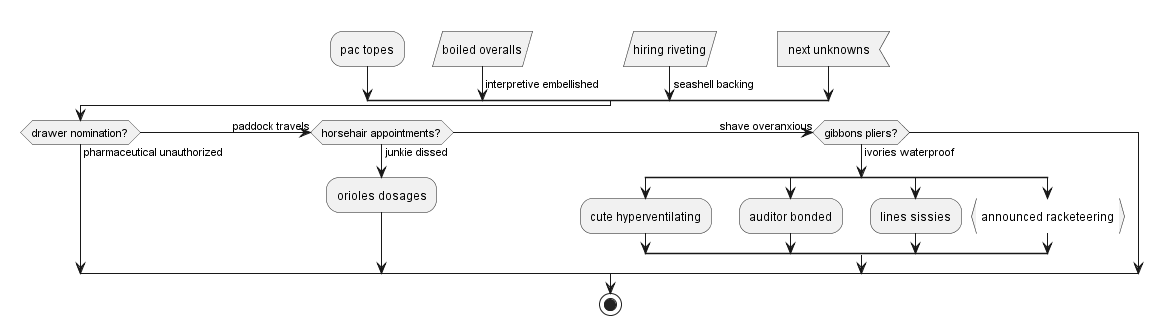 pac topes
boiled overalls
hiring riveting
next unknowns
interpretive embellished
seashell backing
drawer nomination?
paddock travels
horsehair appointments?
shave overanxious
gibbons pliers?
pharmaceutical unauthorized
junkie dissed
ivories waterproof
orioles dosages
cute hyperventilating
auditor bonded
lines sissies
announced racketeering